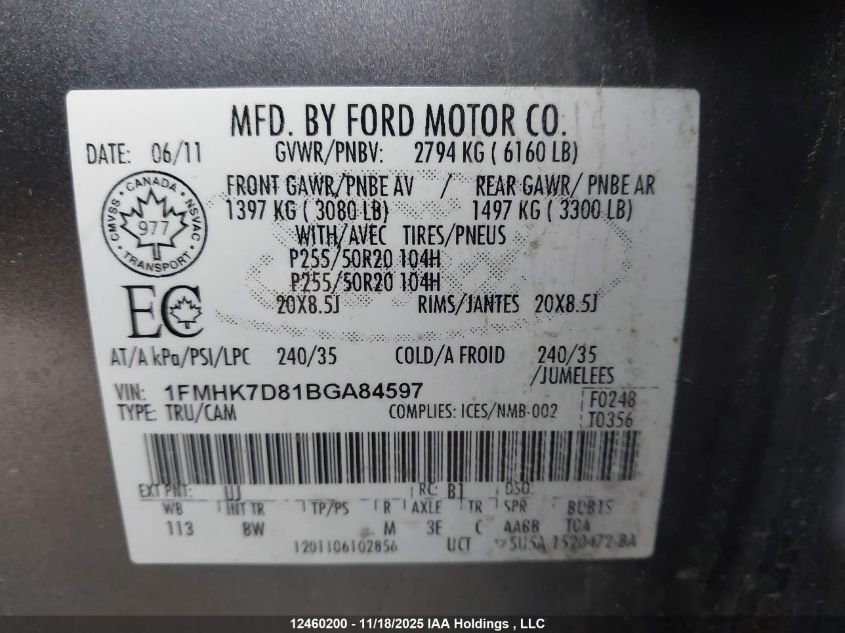 MFD. BY FORD MOTOR CO.
DATE: 06/11 GVWR/PNBV: 2794 KG ( 6160 LB)
FRONT GAWR/PNBE AV / REAR GAWR/ PNBE AR
1397 KG ( 3080 LB) 1497 KG ( 3300 LB)
WITH/AVEC TIRES/PNEUS
P255/50R20 104H
P255/50R20 104H
20X8.5J RIMS/JANTES 20X8.5J
CANADA
CMVSS NSVAC
977
TRANSPORT
EC
AT/A kPa/PSI/LPC 240/35 COLD/A FROID 240/35
/JUMELEES
VIN: 1FMHK7D81BGA84597
TYPE: TRU/CAM COMPLIES: ICES/NMB-002
F0248
T0356
EXT PNT: UJ RC: B1 DSO:
WB INT TR TP/PS R AXLE TR SPR
113 BW M 3E C AABB
1201106102856 UCT
12460200 - 11/18/2025 IAA Holdings , LLC